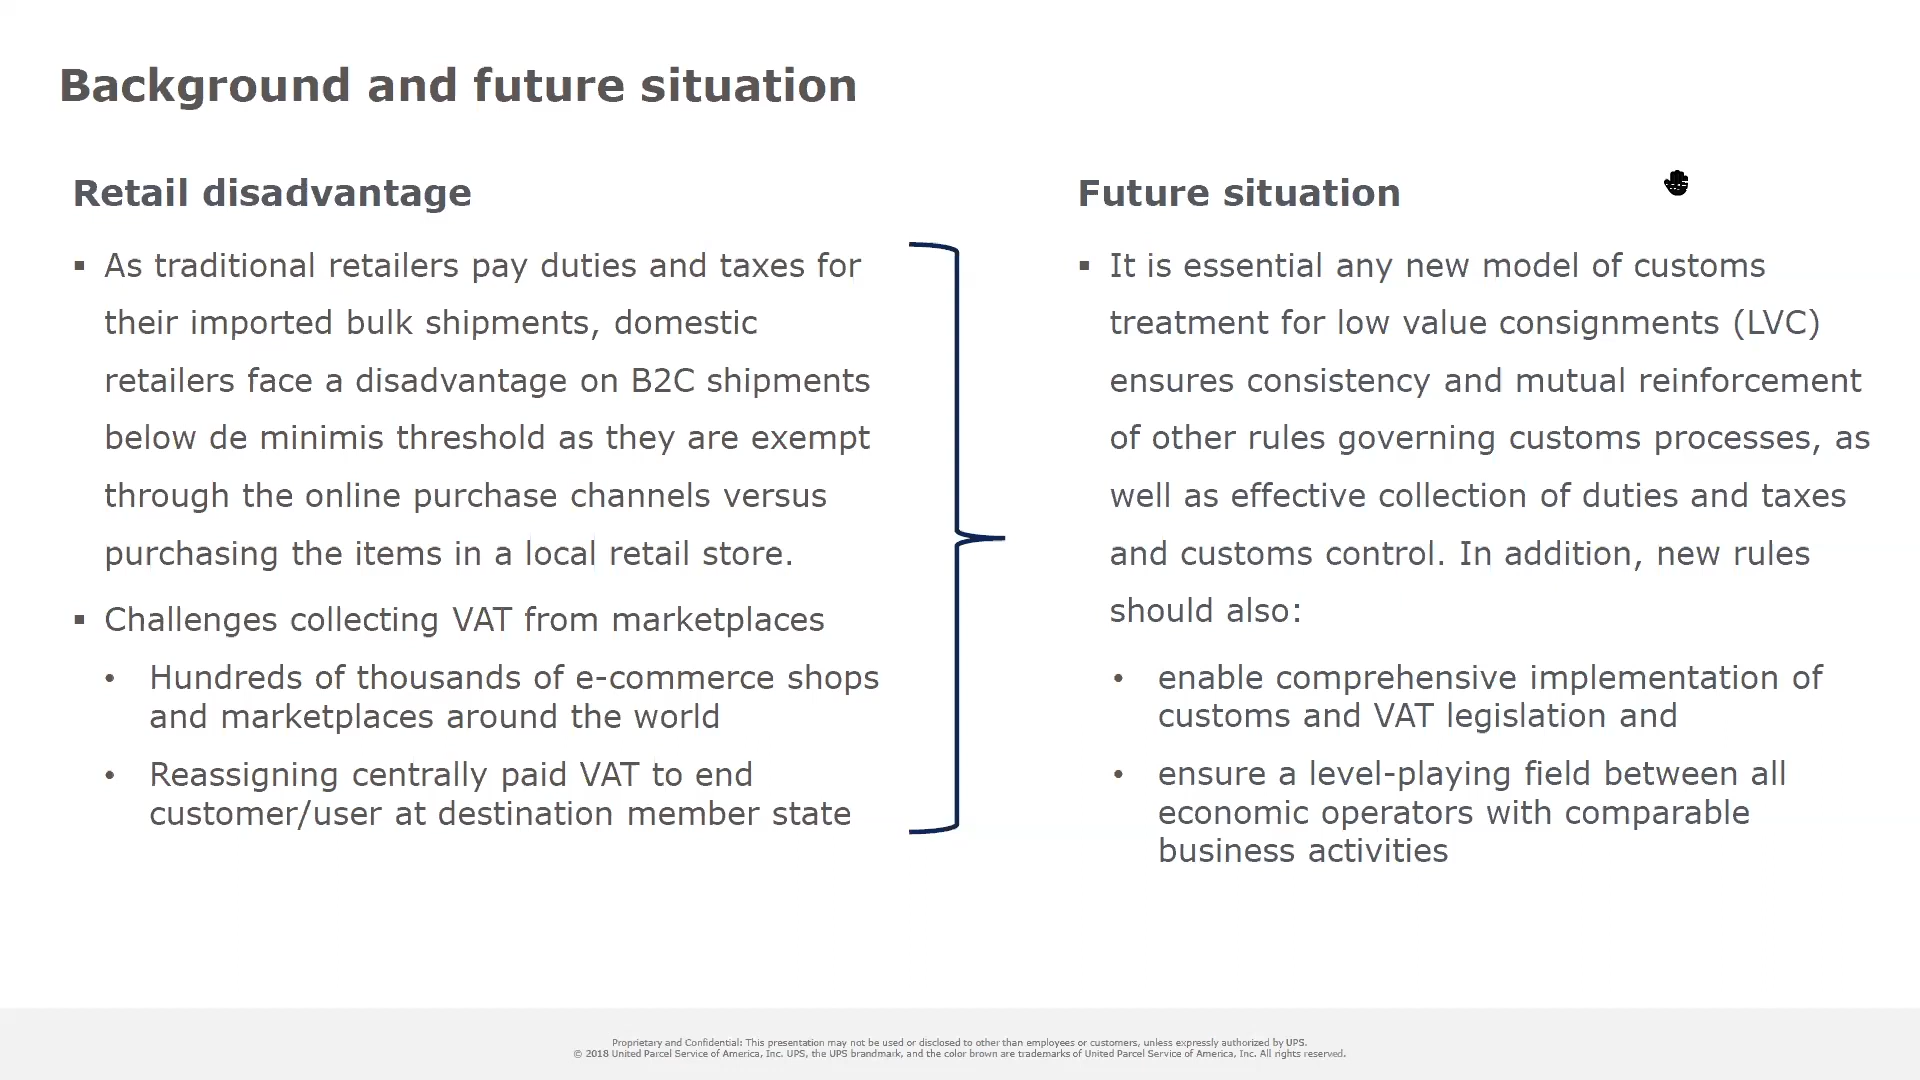 Background and future situation
Retail disadvantage
▪ As traditional retailers pay duties and taxes for
their imported bulk shipments, domestic
retailers face a disadvantage on B2C shipments
below de minimis threshold as they are exempt
through the online purchase channels versus
purchasing the items in a local retail store.
▪ Challenges collecting VAT from marketplaces
• Hundreds of thousands of e-commerce shops
and marketplaces around the world
• Reassigning centrally paid VAT to end
customer/user at destination member state
Future situation
▪ It is essential any new model of customs
treatment for low value consignments (LVC)
ensures consistency and mutual reinforcement
of other rules governing customs processes, as
well as effective collection of duties and taxes
and customs control. In addition, new rules
should also:
• enable comprehensive implementation of
customs and VAT legislation and
• ensure a level-playing field between all
economic operators with comparable
business activities
Proprietary and Confidential: This presentation may not be used or disclosed to other than employees or customers, unless expressly authorized by UPS.
© 2018 United Parcel Service of America, Inc. UPS, the UPS brandmark, and the color brown are trademarks of United Parcel Service of America, Inc. All rights reserved.